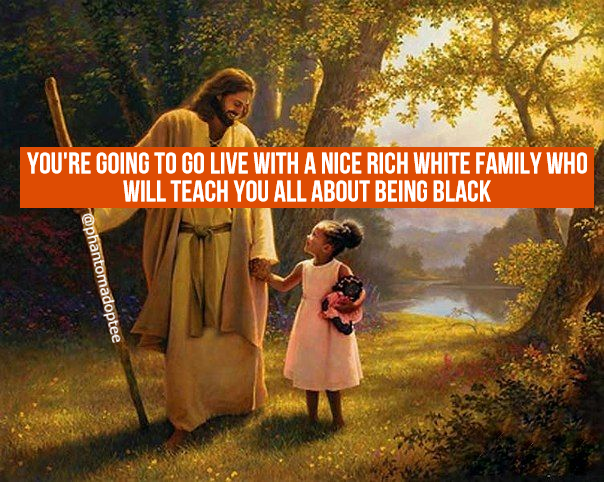 YOU'RE GOING TO GO LIVE WITH A NICE RICH WHITE FAMILY WHO
WILL TEACH YOU ALL ABOUT BEING BLACK
@phantomadoptee